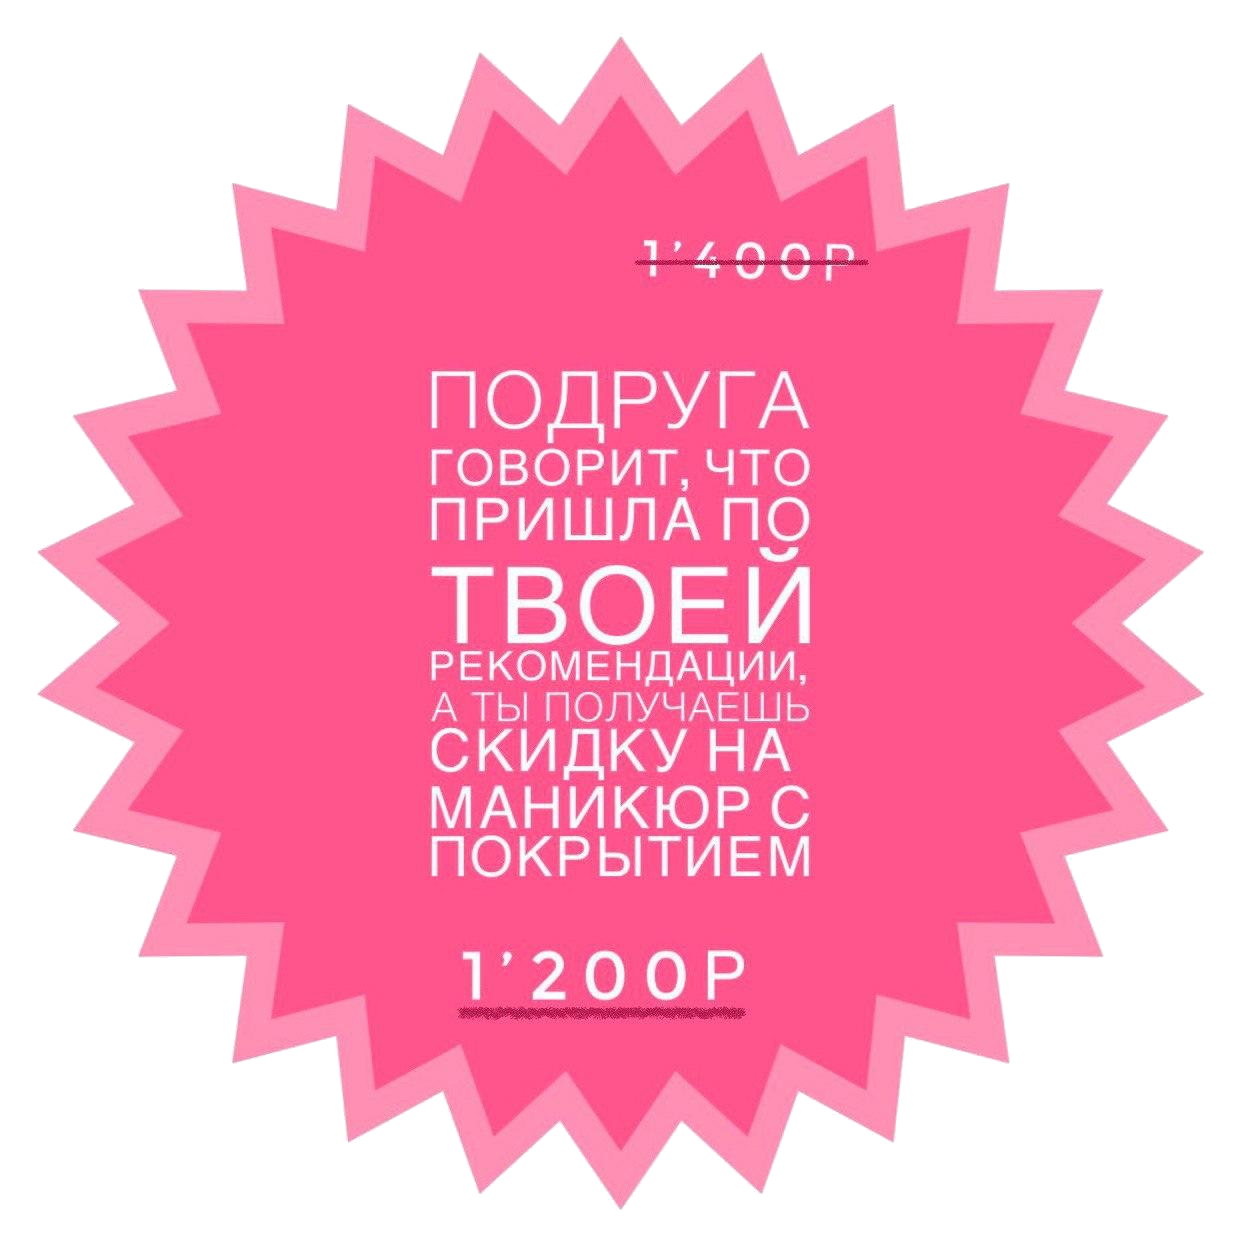 1'400Р
ПОДРУГА
ГОВОРИТ, ЧТО
ПРИШЛА ПО
ТВОЕЙ
РЕКОМЕНДАЦИИ,
А ТЫ ПОЛУЧАЕШЬ
СКИДКУ НА
МАНИКЮР С
ПОКРЫТИЕМ
1'200Р